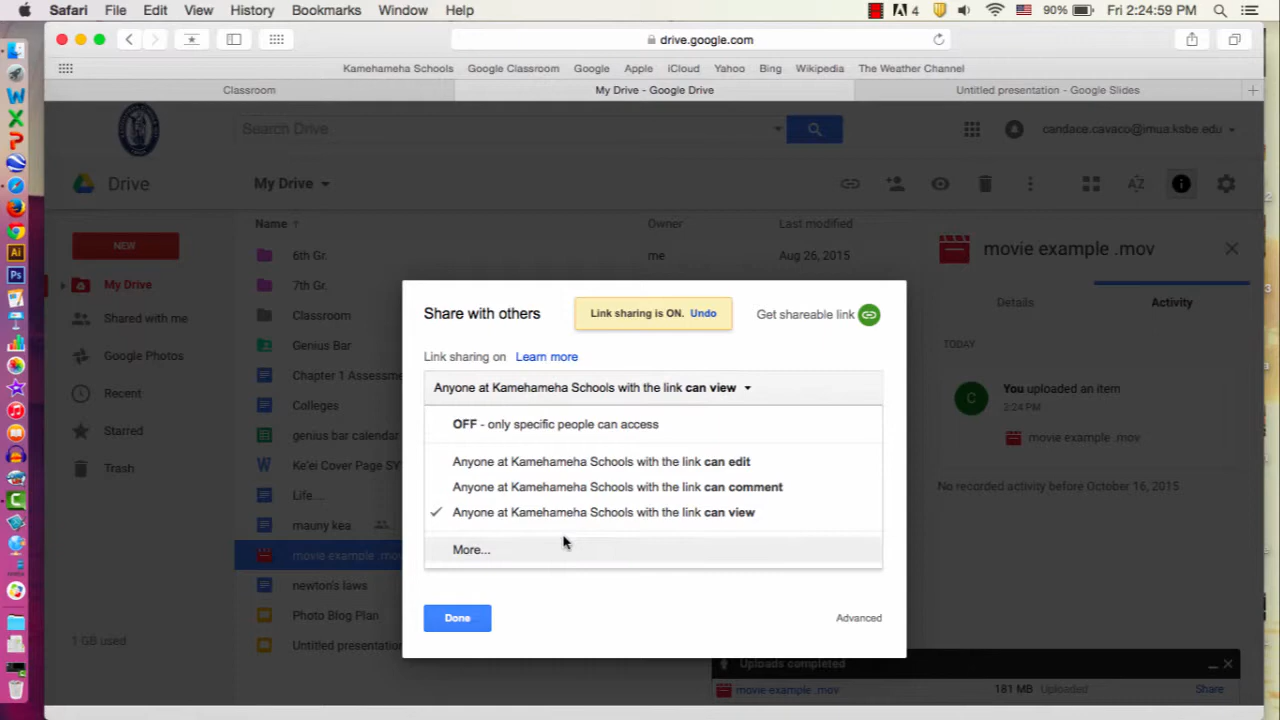 Safari File Edit View History Bookmarks Window Help 4 90% Fri 2:24:59 PM
drive.google.com
Kamehameha Schools Google Classroom Google Apple iCloud Yahoo Bing Wikipedia The Weather Channel
Classroom My Drive - Google Drive Untitled presentation - Google Slides
Search Drive candace.cavaco@imua.ksbe.edu
Drive My Drive
Name Owner Last modified
NEW
6th Gr. me Aug 26, 2015
movie example .mov
My Drive
7th Gr.
Details Activity
Shared with me
Classroom
Share with others Link sharing is ON. Undo Get shareable link
Genius Bar
TODAY
Google Photos
Link sharing on Learn more
Chapter 1 Assessme
You uploaded an item
2:24 PM
Recent
Anyone at Kamehameha Schools with the link can view
Colleges
OFF - only specific people can access
Starred
genius bar calendar
movie example .mov
Trash
Ke'ei Cover Page SY
Anyone at Kamehameha Schools with the link can edit
Life...
Anyone at Kamehameha Schools with the link can comment
No recorded activity before October 16, 2015
mauny kea
Anyone at Kamehameha Schools with the link can view
movie example .mov
More...
newton's laws
Photo Blog Plan
Done Advanced
1 GB used
Untitled presentation
Uploads completed
movie example .mov 181 MB Uploaded Share